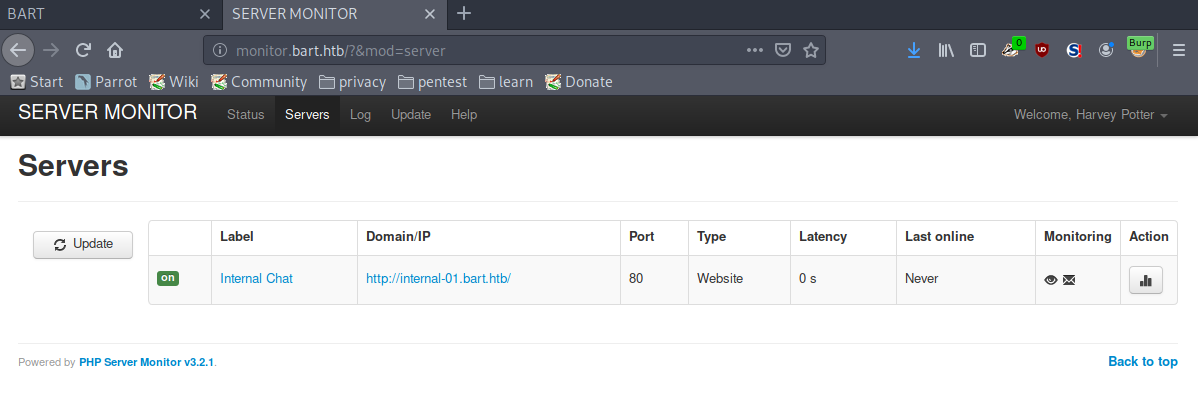 BART
SERVER MONITOR
monitor.bart.htb/?&mod=server
0
Burp
Start Parrot Wiki Community privacy pentest learn Donate
SERVER MONITOR Status Servers Log Update Help Welcome, Harvey Potter
Servers
Update
Label Domain/IP Port Type Latency Last online Monitoring Action
on Internal Chat http://internal-01.bart.htb/ 80 Website 0 s Never
Powered by PHP Server Monitor v3.2.1.
Back to top